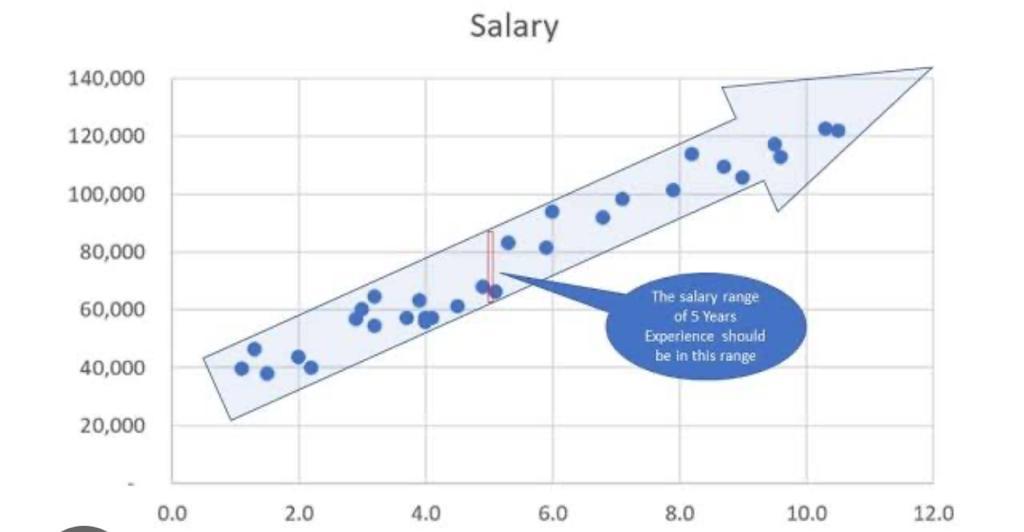 Salary
140,000
120,000
100,000
80,000
60,000
40,000
20,000
-
0.0 2.0 4.0 6.0 8.0 10.0 12.0
The salary range
of 5 Years
Experience should
be in this range